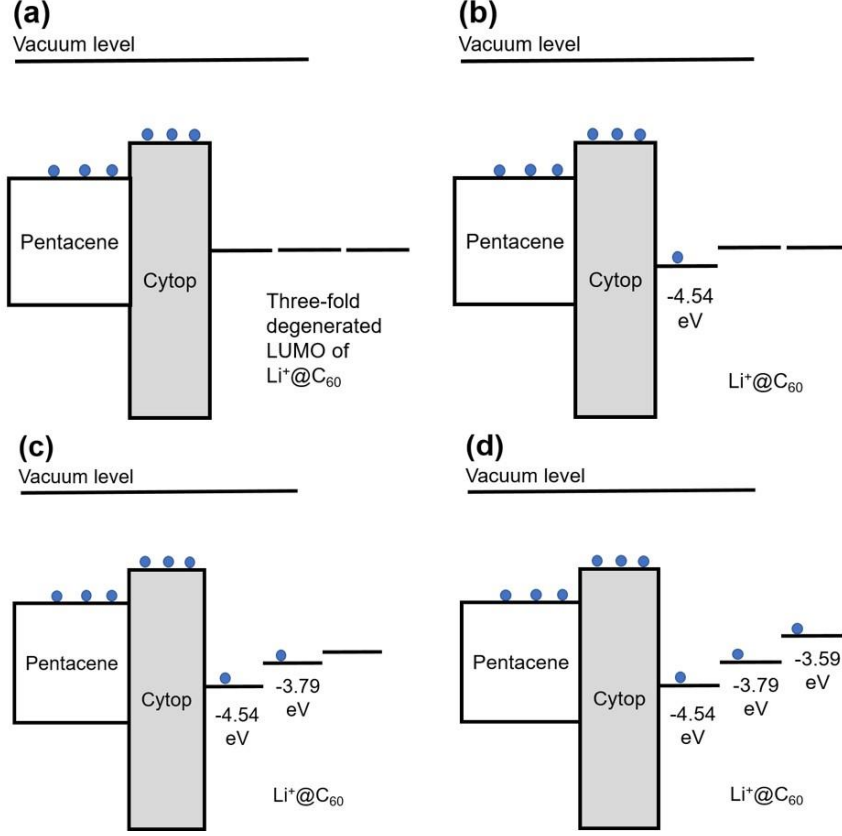 (a)
Vacuum level
Pentacene
Cytop
Three-fold
degenerated
LUMO of
Li⁺@C₆₀
(b)
Vacuum level
Pentacene
Cytop
-4.54
eV
Li⁺@C₆₀
(c)
Vacuum level
Pentacene
Cytop
-4.54
eV
-3.79
eV
Li⁺@C₆₀
(d)
Vacuum level
Pentacene
Cytop
-4.54
eV
-3.79
eV
-3.59
eV
Li⁺@C₆₀